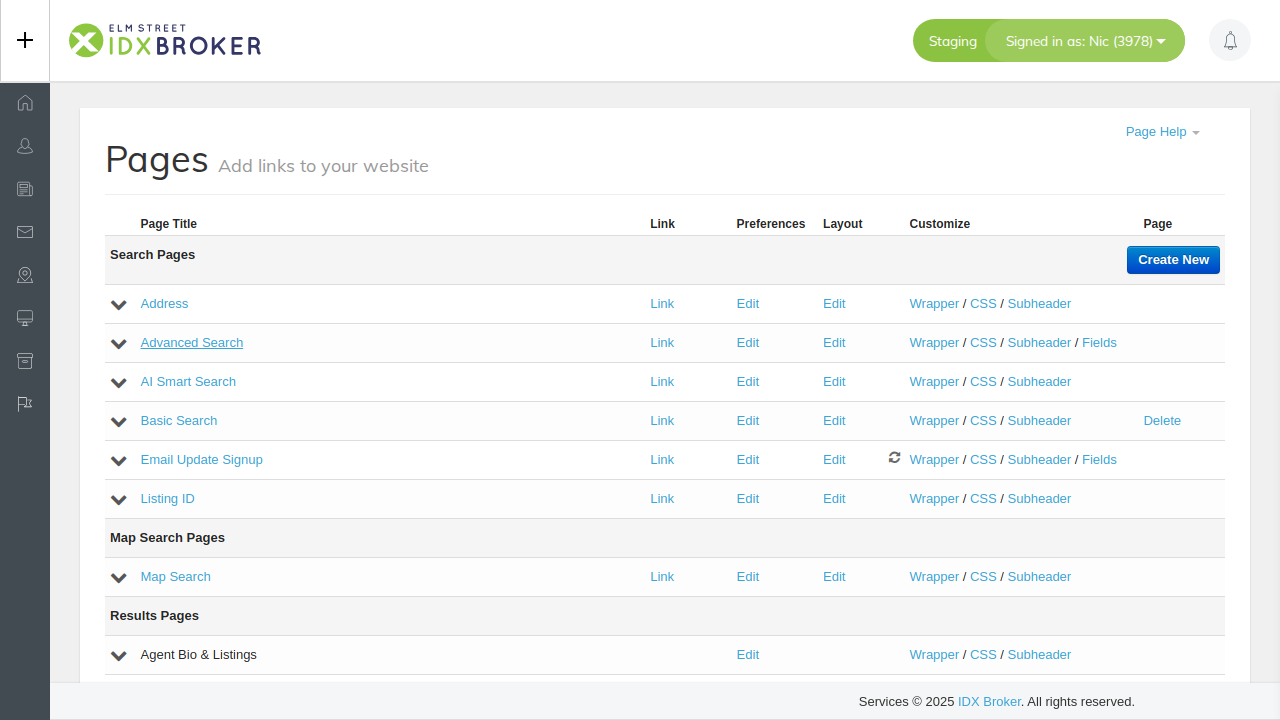 ELM STREET
IDXBROKER
Staging Signed in as: Nic (3978)
Page Help
Pages Add links to your website
Page Title Link Preferences Layout Customize Page
Search Pages Create New
Address Link Edit Edit Wrapper / CSS / Subheader
Advanced Search Link Edit Edit Wrapper / CSS / Subheader / Fields
AI Smart Search Link Edit Edit Wrapper / CSS / Subheader
Basic Search Link Edit Edit Wrapper / CSS / Subheader Delete
Email Update Signup Link Edit Edit Wrapper / CSS / Subheader / Fields
Listing ID Link Edit Edit Wrapper / CSS / Subheader
Map Search Pages
Map Search Link Edit Edit Wrapper / CSS / Subheader
Results Pages
Agent Bio & Listings Edit Wrapper / CSS / Subheader
Services © 2025 IDX Broker. All rights reserved.